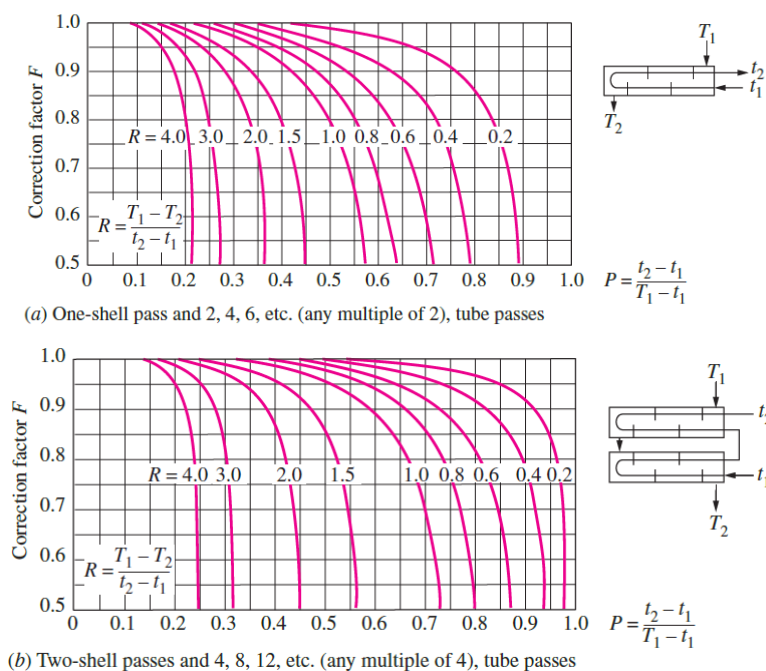 1.0
0.9
0.8
0.7
0.6
0.5
Correction factor F
R = 4.0 3.0 2.0 1.5 1.0 0.8 0.6 0.4 0.2
R = (T₁ − T₂) / (t₂ − t₁)
0 0.1 0.2 0.3 0.4 0.5 0.6 0.7 0.8 0.9 1.0
T₁
t₂
t₁
T₂
P = (t₂ − t₁) / (T₁ − t₁)
(a) One-shell pass and 2, 4, 6, etc. (any multiple of 2), tube passes
1.0
0.9
0.8
0.7
0.6
0.5
Correction factor F
R = 4.0 3.0 2.0 1.5 1.0 0.8 0.6 0.4 0.2
R = (T₁ − T₂) / (t₂ − t₁)
0 0.1 0.2 0.3 0.4 0.5 0.6 0.7 0.8 0.9 1.0
T₁
t
t₁
T₂
P = (t₂ − t₁) / (T₁ − t₁)
(b) Two-shell passes and 4, 8, 12, etc. (any multiple of 4), tube passes